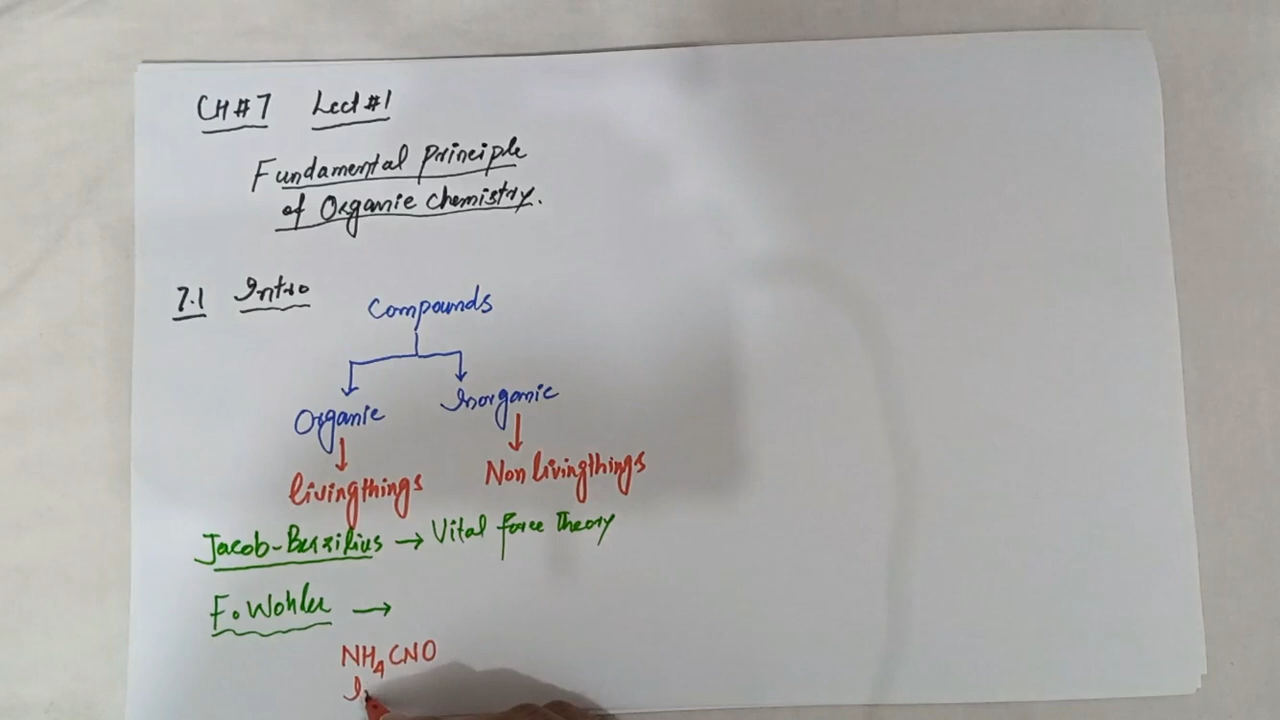 CH#7 Lect#1
Fundamental Principle
of Organic Chemistry.
7.1 Intro
Compounds
Organic Inorganic
livingthings Non livingthings
Jacob-Berzilius → Vital force Theory
F. Wohler →
NH4CNO